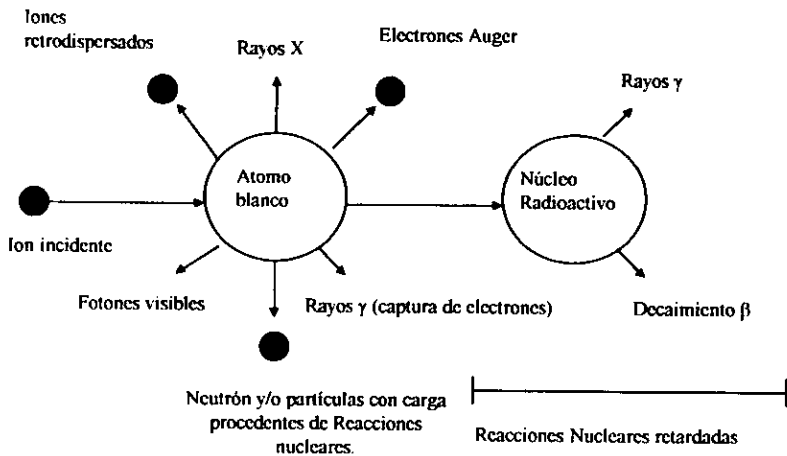 Iones
retrodispersados
Rayos X
Electrones Auger
Rayos γ
Atomo
blanco
Núcleo
Radioactivo
Ion incidente
Fotones visibles
Rayos γ (captura de electrones)
Decaimiento β
Neutrón y/o partículas con carga
procedentes de Reacciones
nucleares.
Reacciones Nucleares retardadas